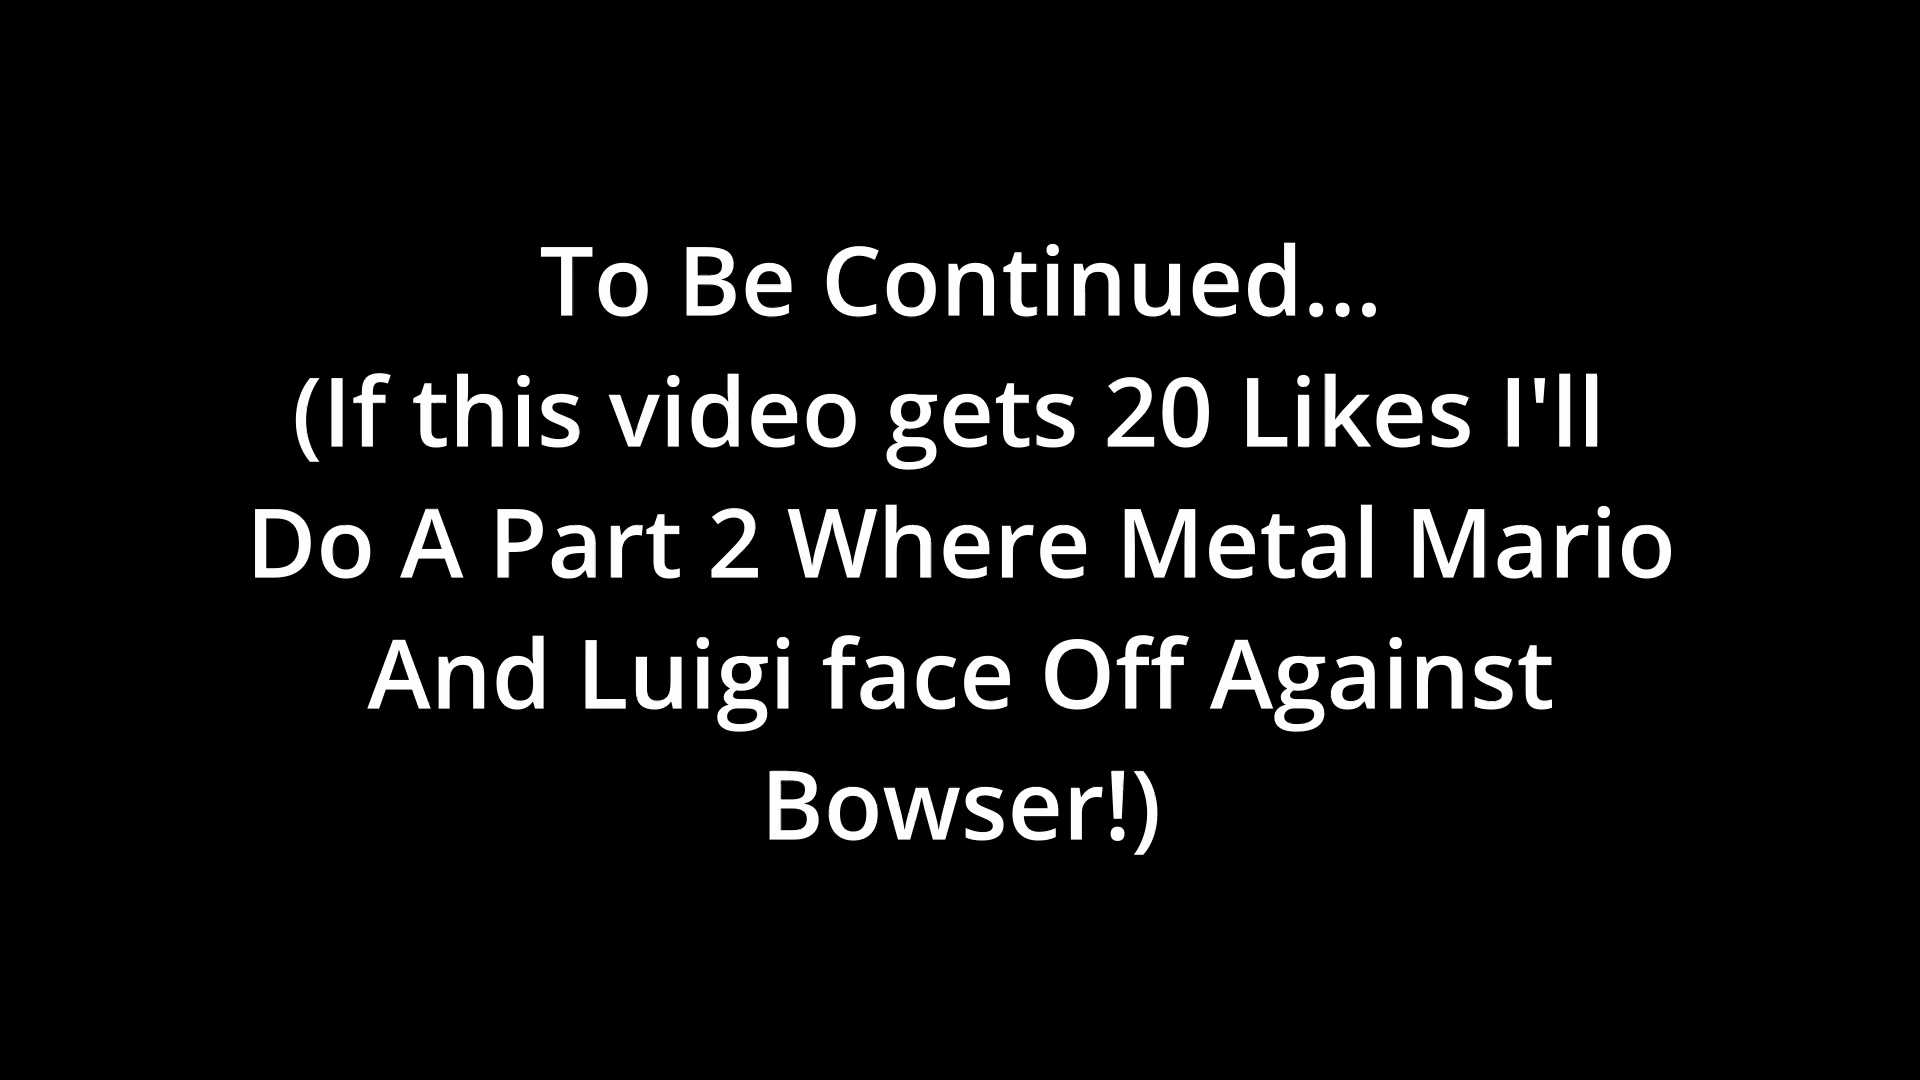 To Be Continued...
(If this video gets 20 Likes I'll
Do A Part 2 Where Metal Mario
And Luigi face Off Against
Bowser!)